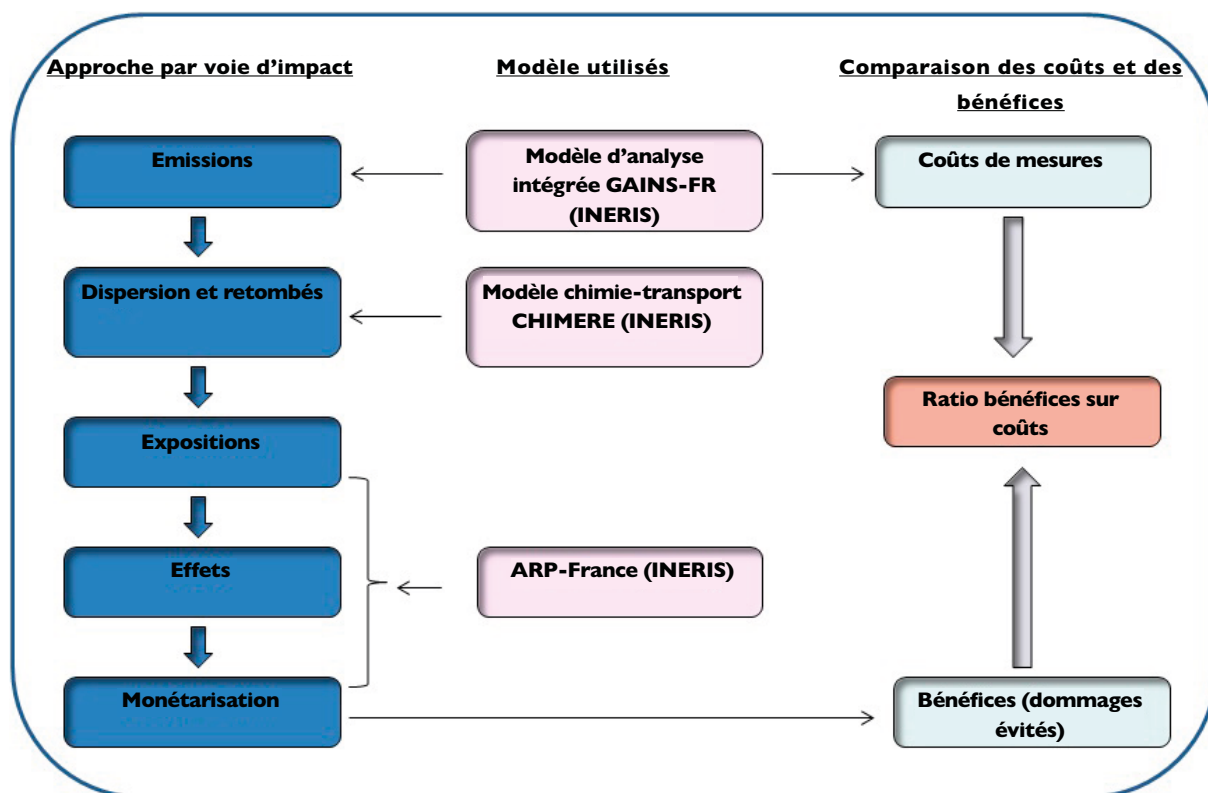 Approche par voie d'impact
Modèle utilisés
Comparaison des coûts et des
bénéfices
Emissions
Modèle d'analyse
intégrée GAINS-FR
(INERIS)
Coûts de mesures
Dispersion et retombés
Modèle chimie-transport
CHIMERE (INERIS)
Ratio bénéfices sur
coûts
Expositions
Effets
ARP-France (INERIS)
Monétarisation
Bénéfices (dommages
évités)